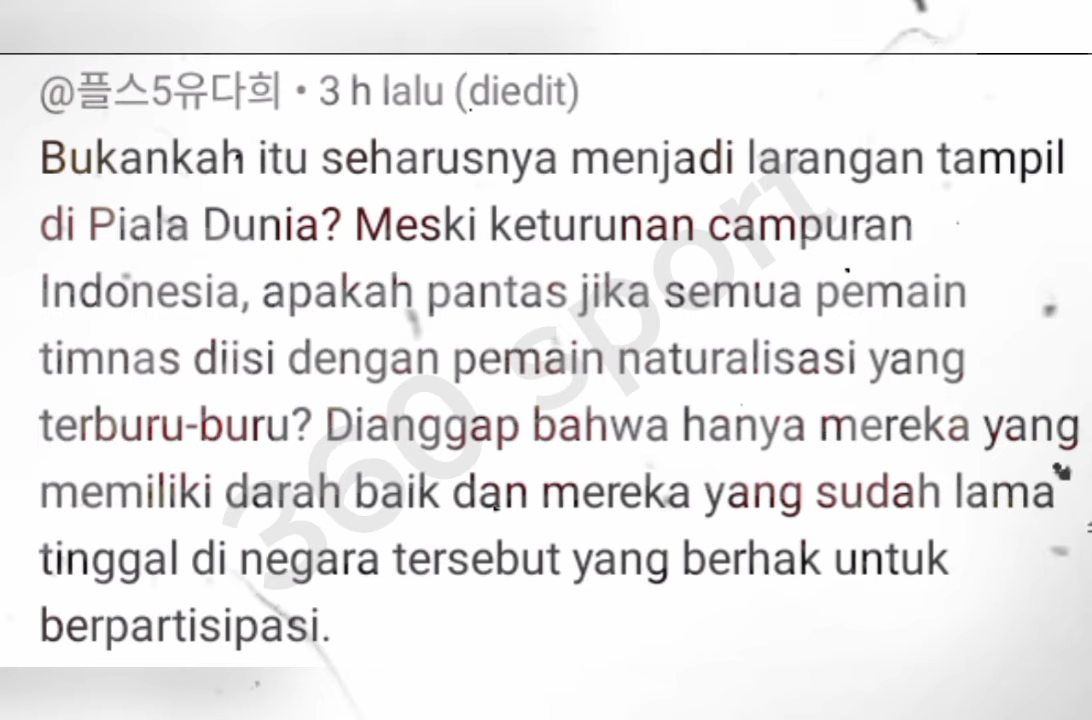 @플스5유다희 • 3 h lalu (diedit)
Bukankah itu seharusnya menjadi larangan tampil
di Piala Dunia? Meski keturunan campuran
Indonesia, apakah pantas jika semua pemain
timnas diisi dengan pemain naturalisasi yang
terburu-buru? Dianggap bahwa hanya mereka yang
memiliki darah baik dan mereka yang sudah lama
tinggal di negara tersebut yang berhak untuk
berpartisipasi.
360 sport